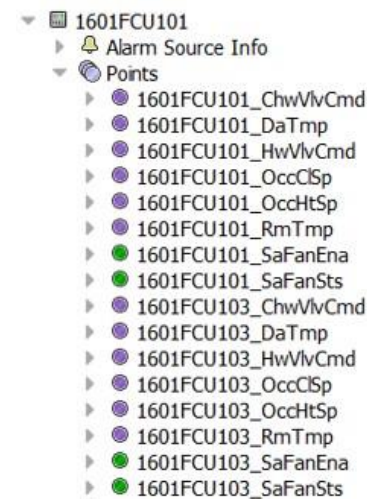 1601FCU101
Alarm Source Info
Points
1601FCU101_ChwVlvCmd
1601FCU101_DaTmp
1601FCU101_HwVlvCmd
1601FCU101_OccClSp
1601FCU101_OccHtSp
1601FCU101_RmTmp
1601FCU101_SaFanEna
1601FCU101_SaFanSts
1601FCU103_ChwVlvCmd
1601FCU103_DaTmp
1601FCU103_HwVlvCmd
1601FCU103_OccClSp
1601FCU103_OccHtSp
1601FCU103_RmTmp
1601FCU103_SaFanEna
1601FCU103_SaFanSts